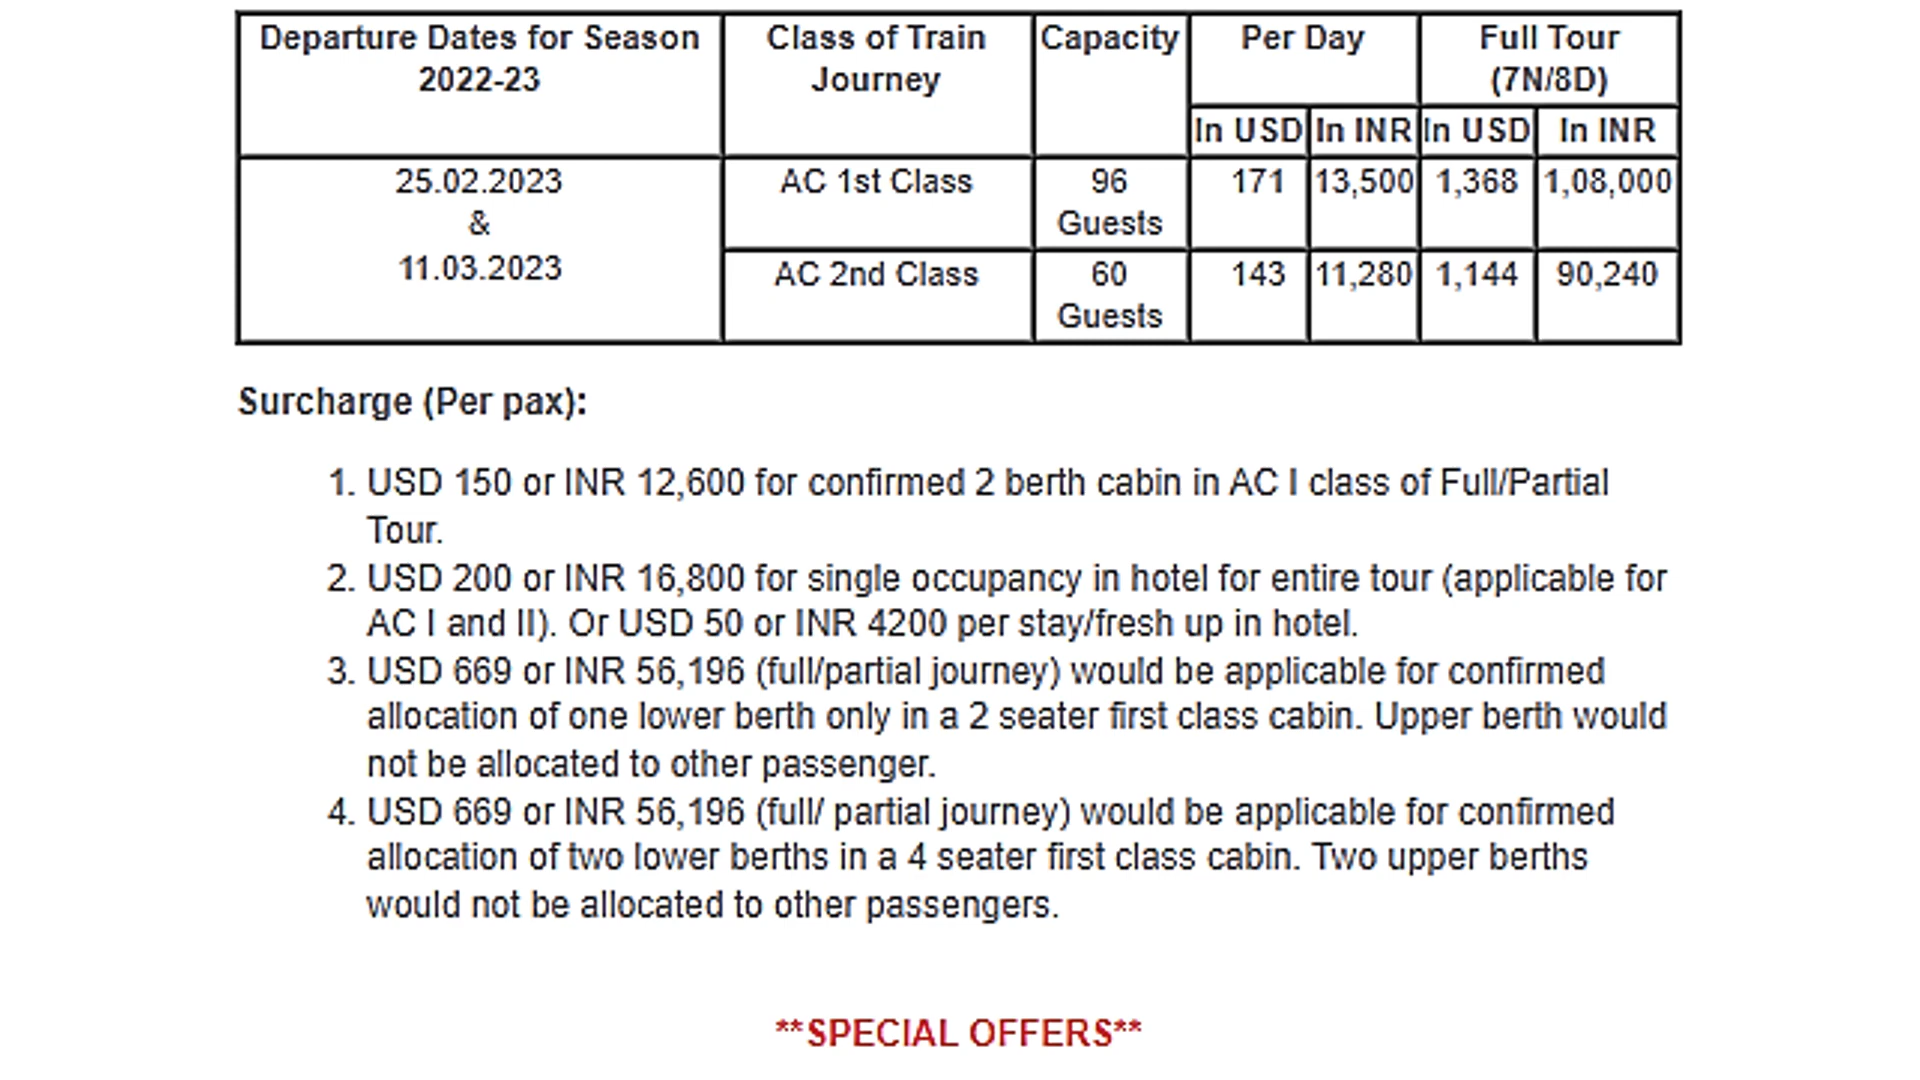 Departure Dates for Season 2022-23 Class of Train Journey Capacity Per Day Full Tour (7N/8D)
In USD In INR In USD In INR
25.02.2023 & 11.03.2023 AC 1st Class 96 Guests 171 13,500 1,368 1,08,000
AC 2nd Class 60 Guests 143 11,280 1,144 90,240
Surcharge (Per pax):
1. USD 150 or INR 12,600 for confirmed 2 berth cabin in AC I class of Full/Partial
Tour.
2. USD 200 or INR 16,800 for single occupancy in hotel for entire tour (applicable for
AC I and II). Or USD 50 or INR 4200 per stay/fresh up in hotel.
3. USD 669 or INR 56,196 (full/partial journey) would be applicable for confirmed
allocation of one lower berth only in a 2 seater first class cabin. Upper berth would
not be allocated to other passenger.
4. USD 669 or INR 56,196 (full/ partial journey) would be applicable for confirmed
allocation of two lower berths in a 4 seater first class cabin. Two upper berths
would not be allocated to other passengers.
**SPECIAL OFFERS**